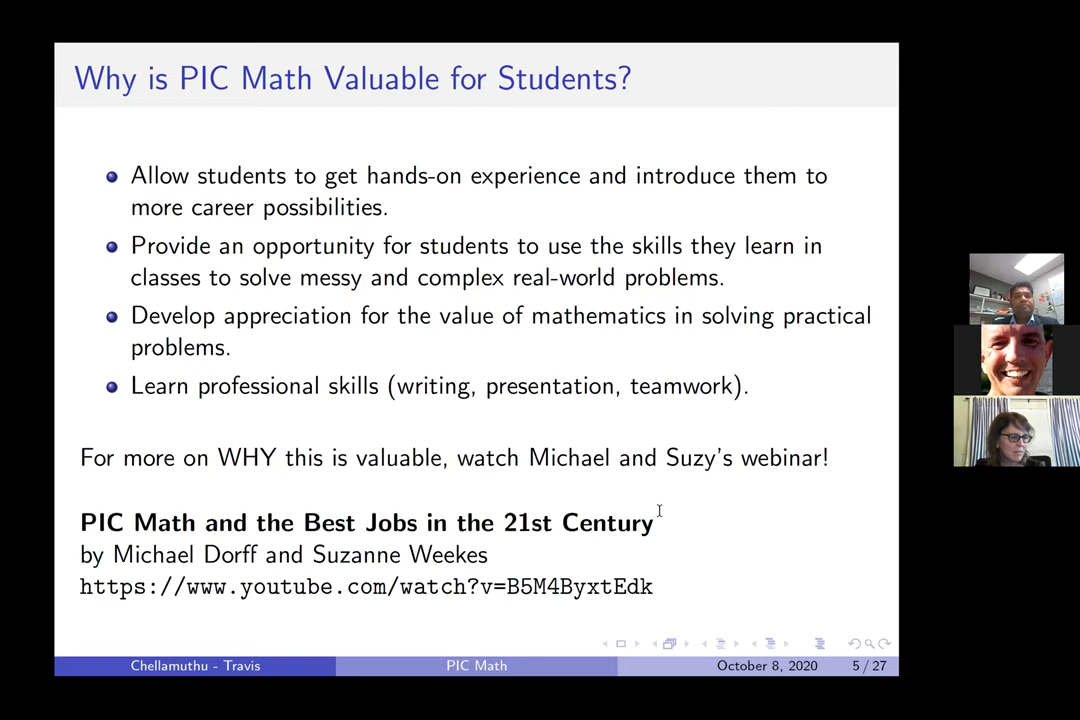 Why is PIC Math Valuable for Students?
Allow students to get hands-on experience and introduce them to
more career possibilities.
Provide an opportunity for students to use the skills they learn in
classes to solve messy and complex real-world problems.
Develop appreciation for the value of mathematics in solving practical
problems.
Learn professional skills (writing, presentation, teamwork).
For more on WHY this is valuable, watch Michael and Suzy's webinar!
PIC Math and the Best Jobs in the 21st Century
by Michael Dorff and Suzanne Weekes
https://www.youtube.com/watch?v=B5M4ByxtEdk
Chellamuthu - Travis PIC Math October 8, 2020 5 / 27